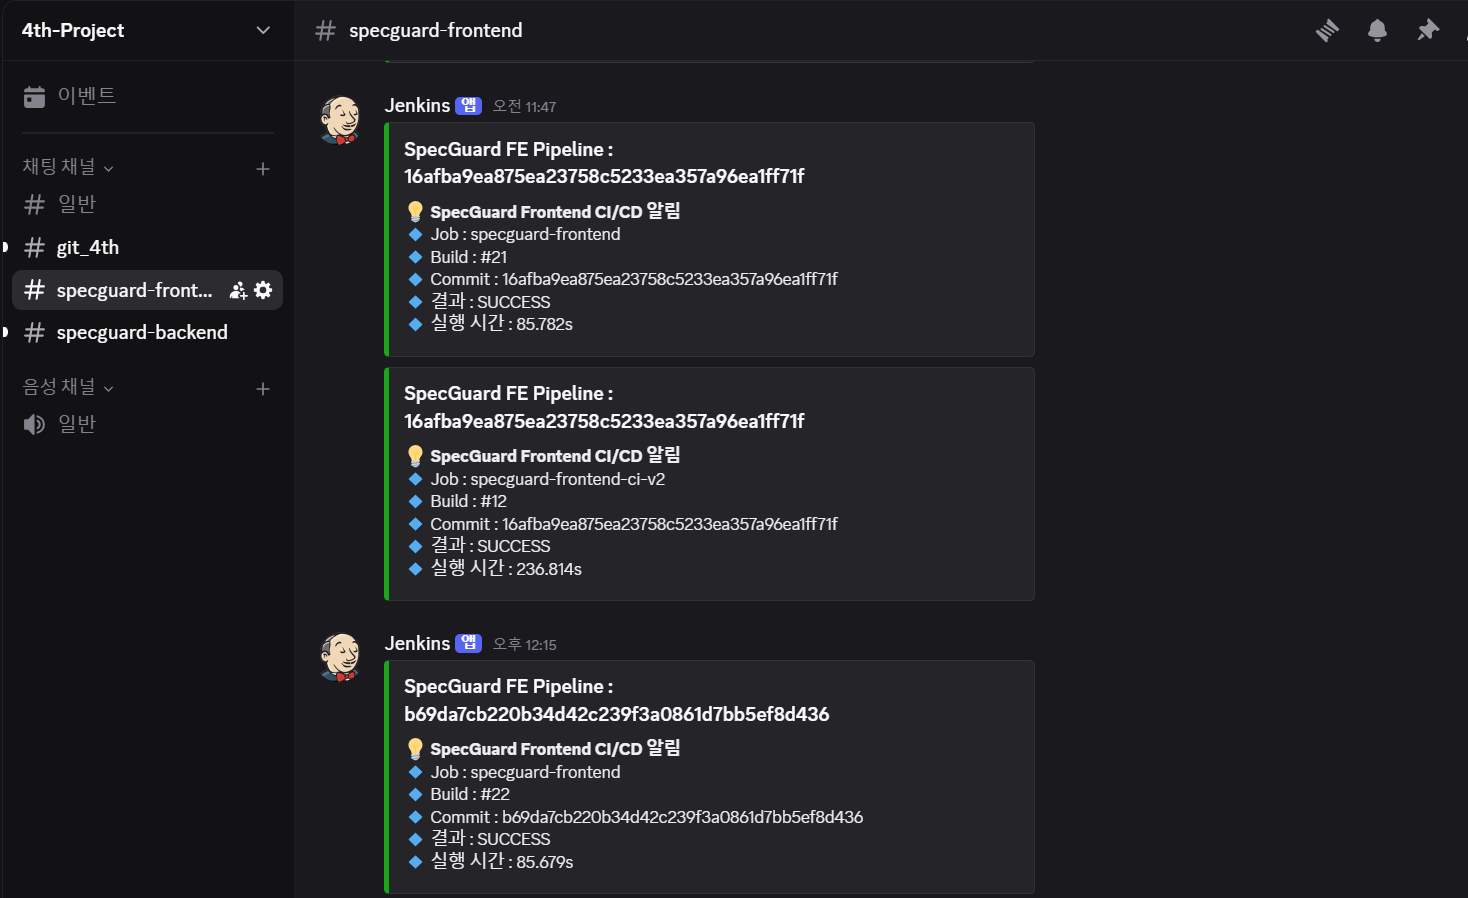 4th-Project
이벤트
채팅 채널
일반
git_4th
specguard-front...
specguard-backend
음성 채널
일반
specguard-frontend
Jenkins 앱 오전 11:47
SpecGuard FE Pipeline :
16afba9ea875ea23758c5233ea357a96ea1ff71f
SpecGuard Frontend CI/CD 알림
Job : specguard-frontend
Build : #21
Commit : 16afba9ea875ea23758c5233ea357a96ea1ff71f
결과 : SUCCESS
실행 시간 : 85.782s
SpecGuard FE Pipeline :
16afba9ea875ea23758c5233ea357a96ea1ff71f
SpecGuard Frontend CI/CD 알림
Job : specguard-frontend-ci-v2
Build : #12
Commit : 16afba9ea875ea23758c5233ea357a96ea1ff71f
결과 : SUCCESS
실행 시간 : 236.814s
Jenkins 앱 오후 12:15
SpecGuard FE Pipeline :
b69da7cb220b34d42c239f3a0861d7bb5ef8d436
SpecGuard Frontend CI/CD 알림
Job : specguard-frontend
Build : #22
Commit : b69da7cb220b34d42c239f3a0861d7bb5ef8d436
결과 : SUCCESS
실행 시간 : 85.679s